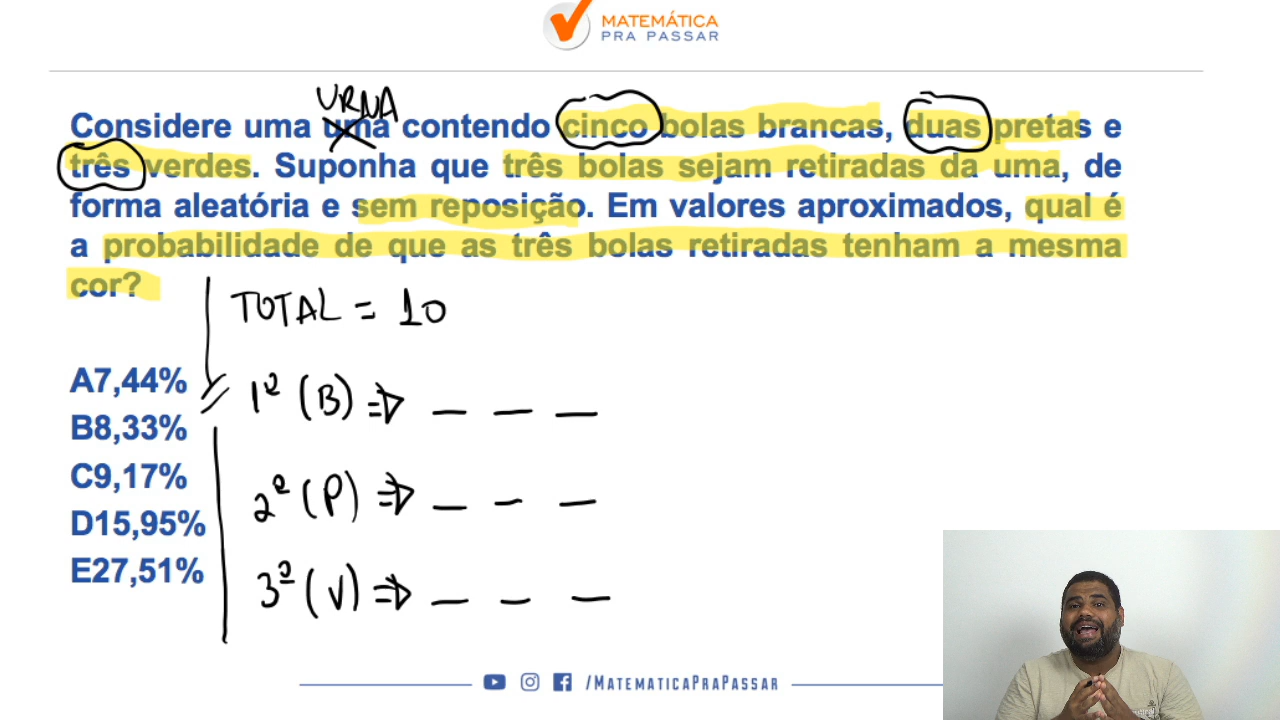 MATEMÁTICA
PRA PASSAR
URNA
Considere uma uma contendo cinco bolas brancas, duas pretas e
três verdes. Suponha que três bolas sejam retiradas da uma, de
forma aleatória e sem reposição. Em valores aproximados, qual é
a probabilidade de que as três bolas retiradas tenham a mesma
cor?
TOTAL = 10
A7,44%
B8,33%
C9,17%
D15,95%
E27,51%
1º (B) ⇒ _ _ _
2º (P) ⇒ _ _ _
3º (V) ⇒ _ _ _
/MATEMATICAPRAPASSAR